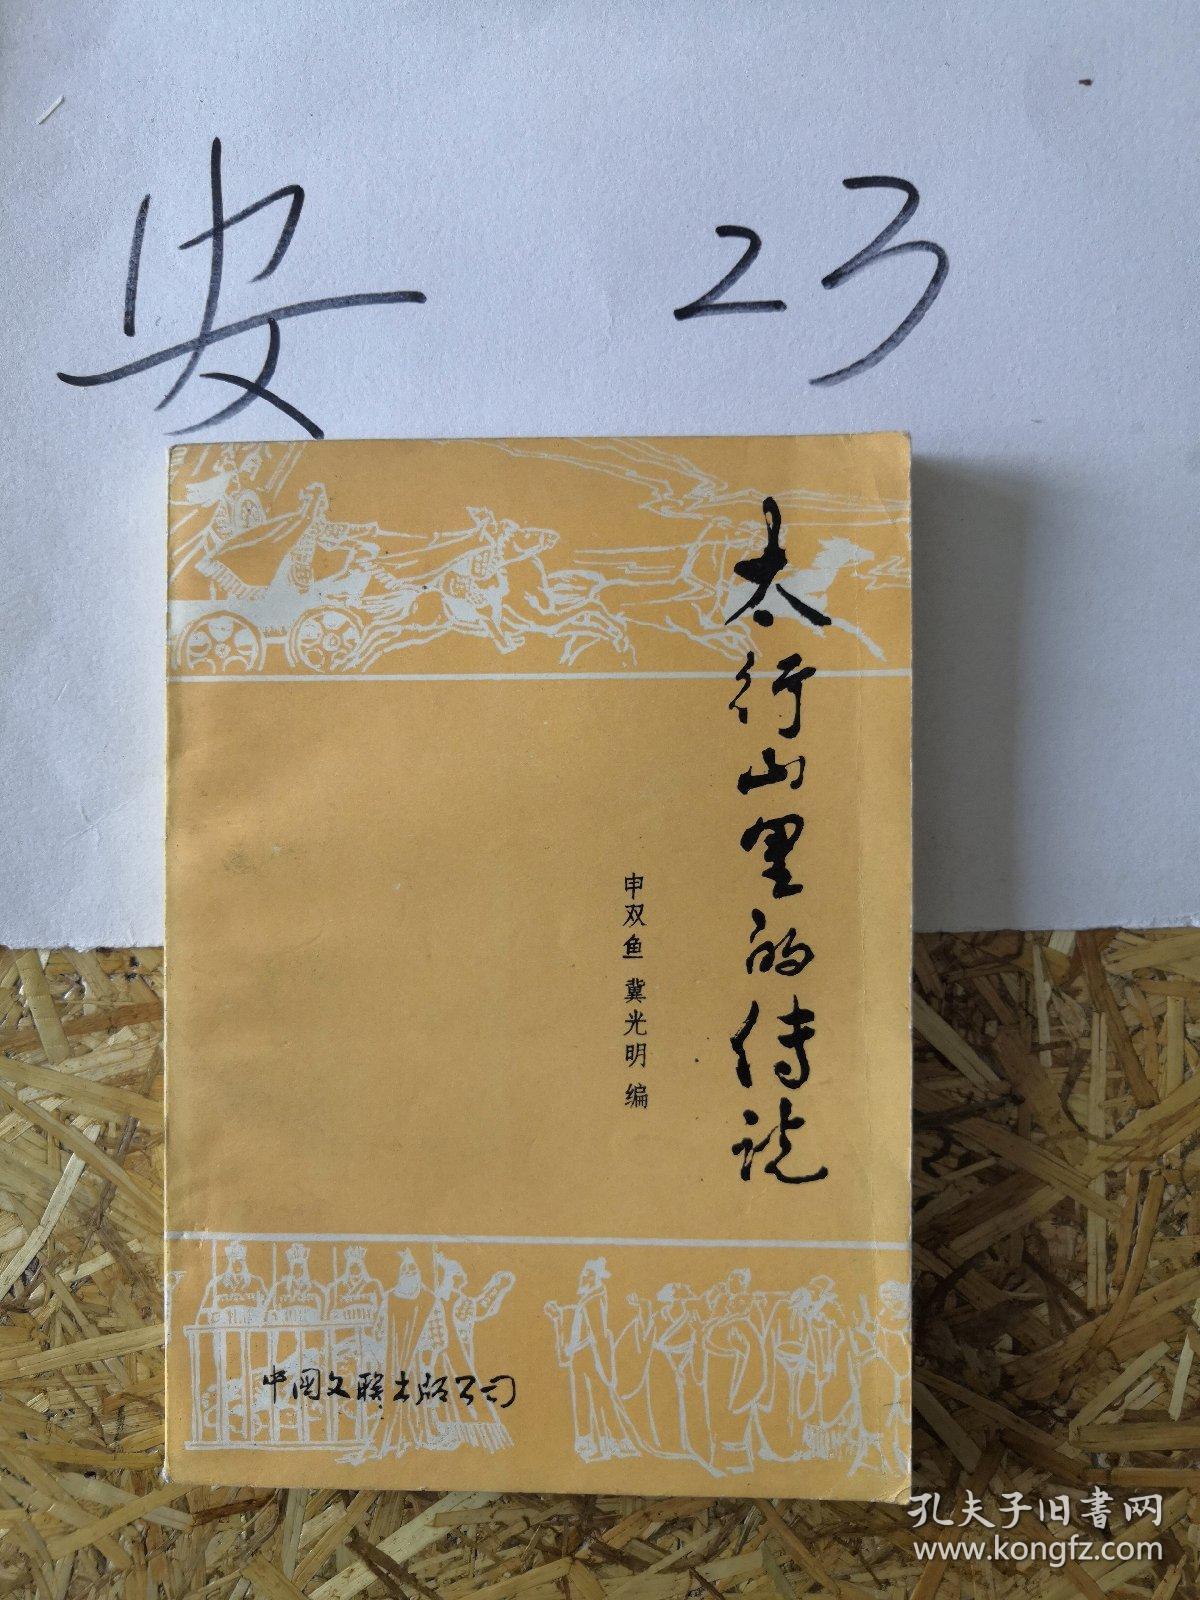 安 23
太行山里的传说
申双鱼 冀光明 编
中国文联出版公司
孔夫子旧書网
www.kongfz.com